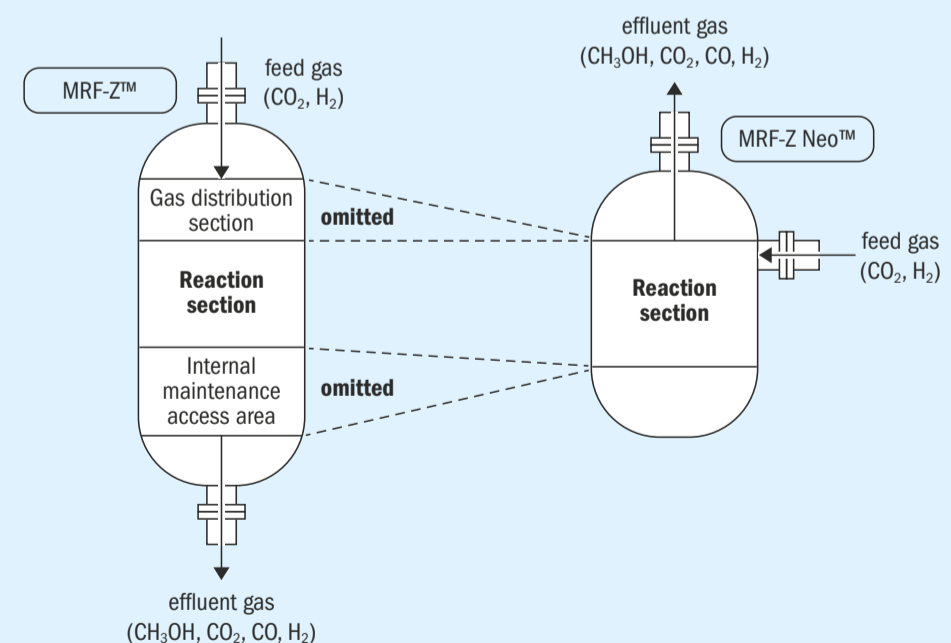 MRF-Z™
feed gas
(CO₂, H₂)
Gas distribution
section
omitted
Reaction
section
Internal
maintenance
access area
omitted
effluent gas
(CH₃OH, CO₂, CO, H₂)
effluent gas
(CH₃OH, CO₂, CO, H₂)
MRF-Z Neo™
feed gas
(CO₂, H₂)
Reaction
section